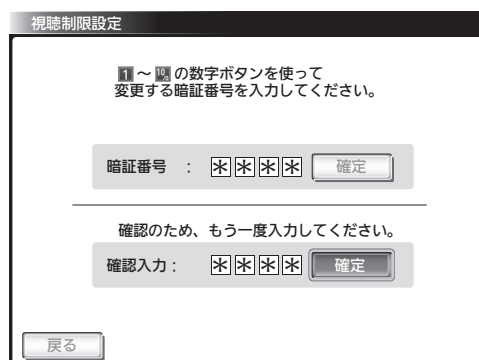 視聴制限設定
1 ～ 10 の数字ボタンを使って
変更する暗証番号を入力してください。
暗証番号 : ＊＊＊＊ 確定
確認のため、もう一度入力してください。
確認入力 : ＊＊＊＊ 確定
戻る